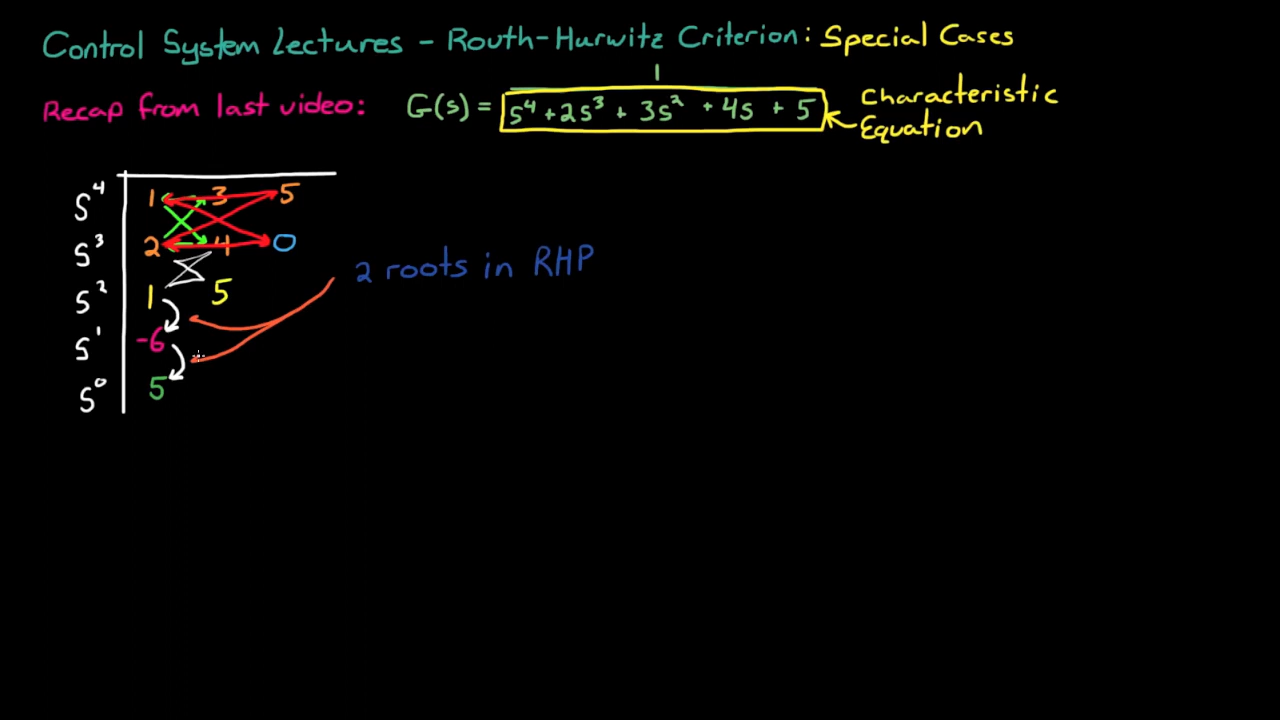 Control System Lectures - Routh-Hurwitz Criterion: Special Cases
Recap from last video: G(s) = 1 / s⁴ + 2s³ + 3s² + 4s + 5
Characteristic
Equation
s⁴ 1 3 5
s³ 2 4 0
s² 1 5
s¹ -6
s⁰ 5
2 roots in RHP